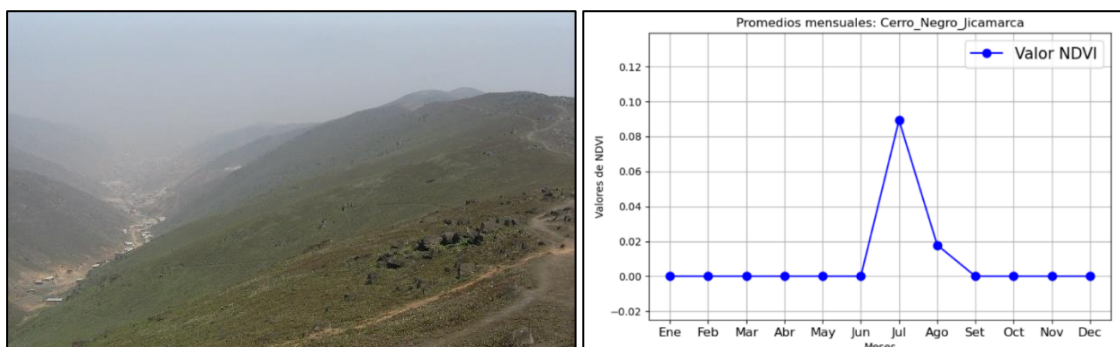 Promedios mensuales: Cerro_Negro_Jicamarca
Valor NDVI
Valores de NDVI
0.12
0.10
0.08
0.06
0.04
0.02
0.00
−0.02
Ene Feb Mar Abr May Jun Jul Ago Set Oct Nov Dec
Meses